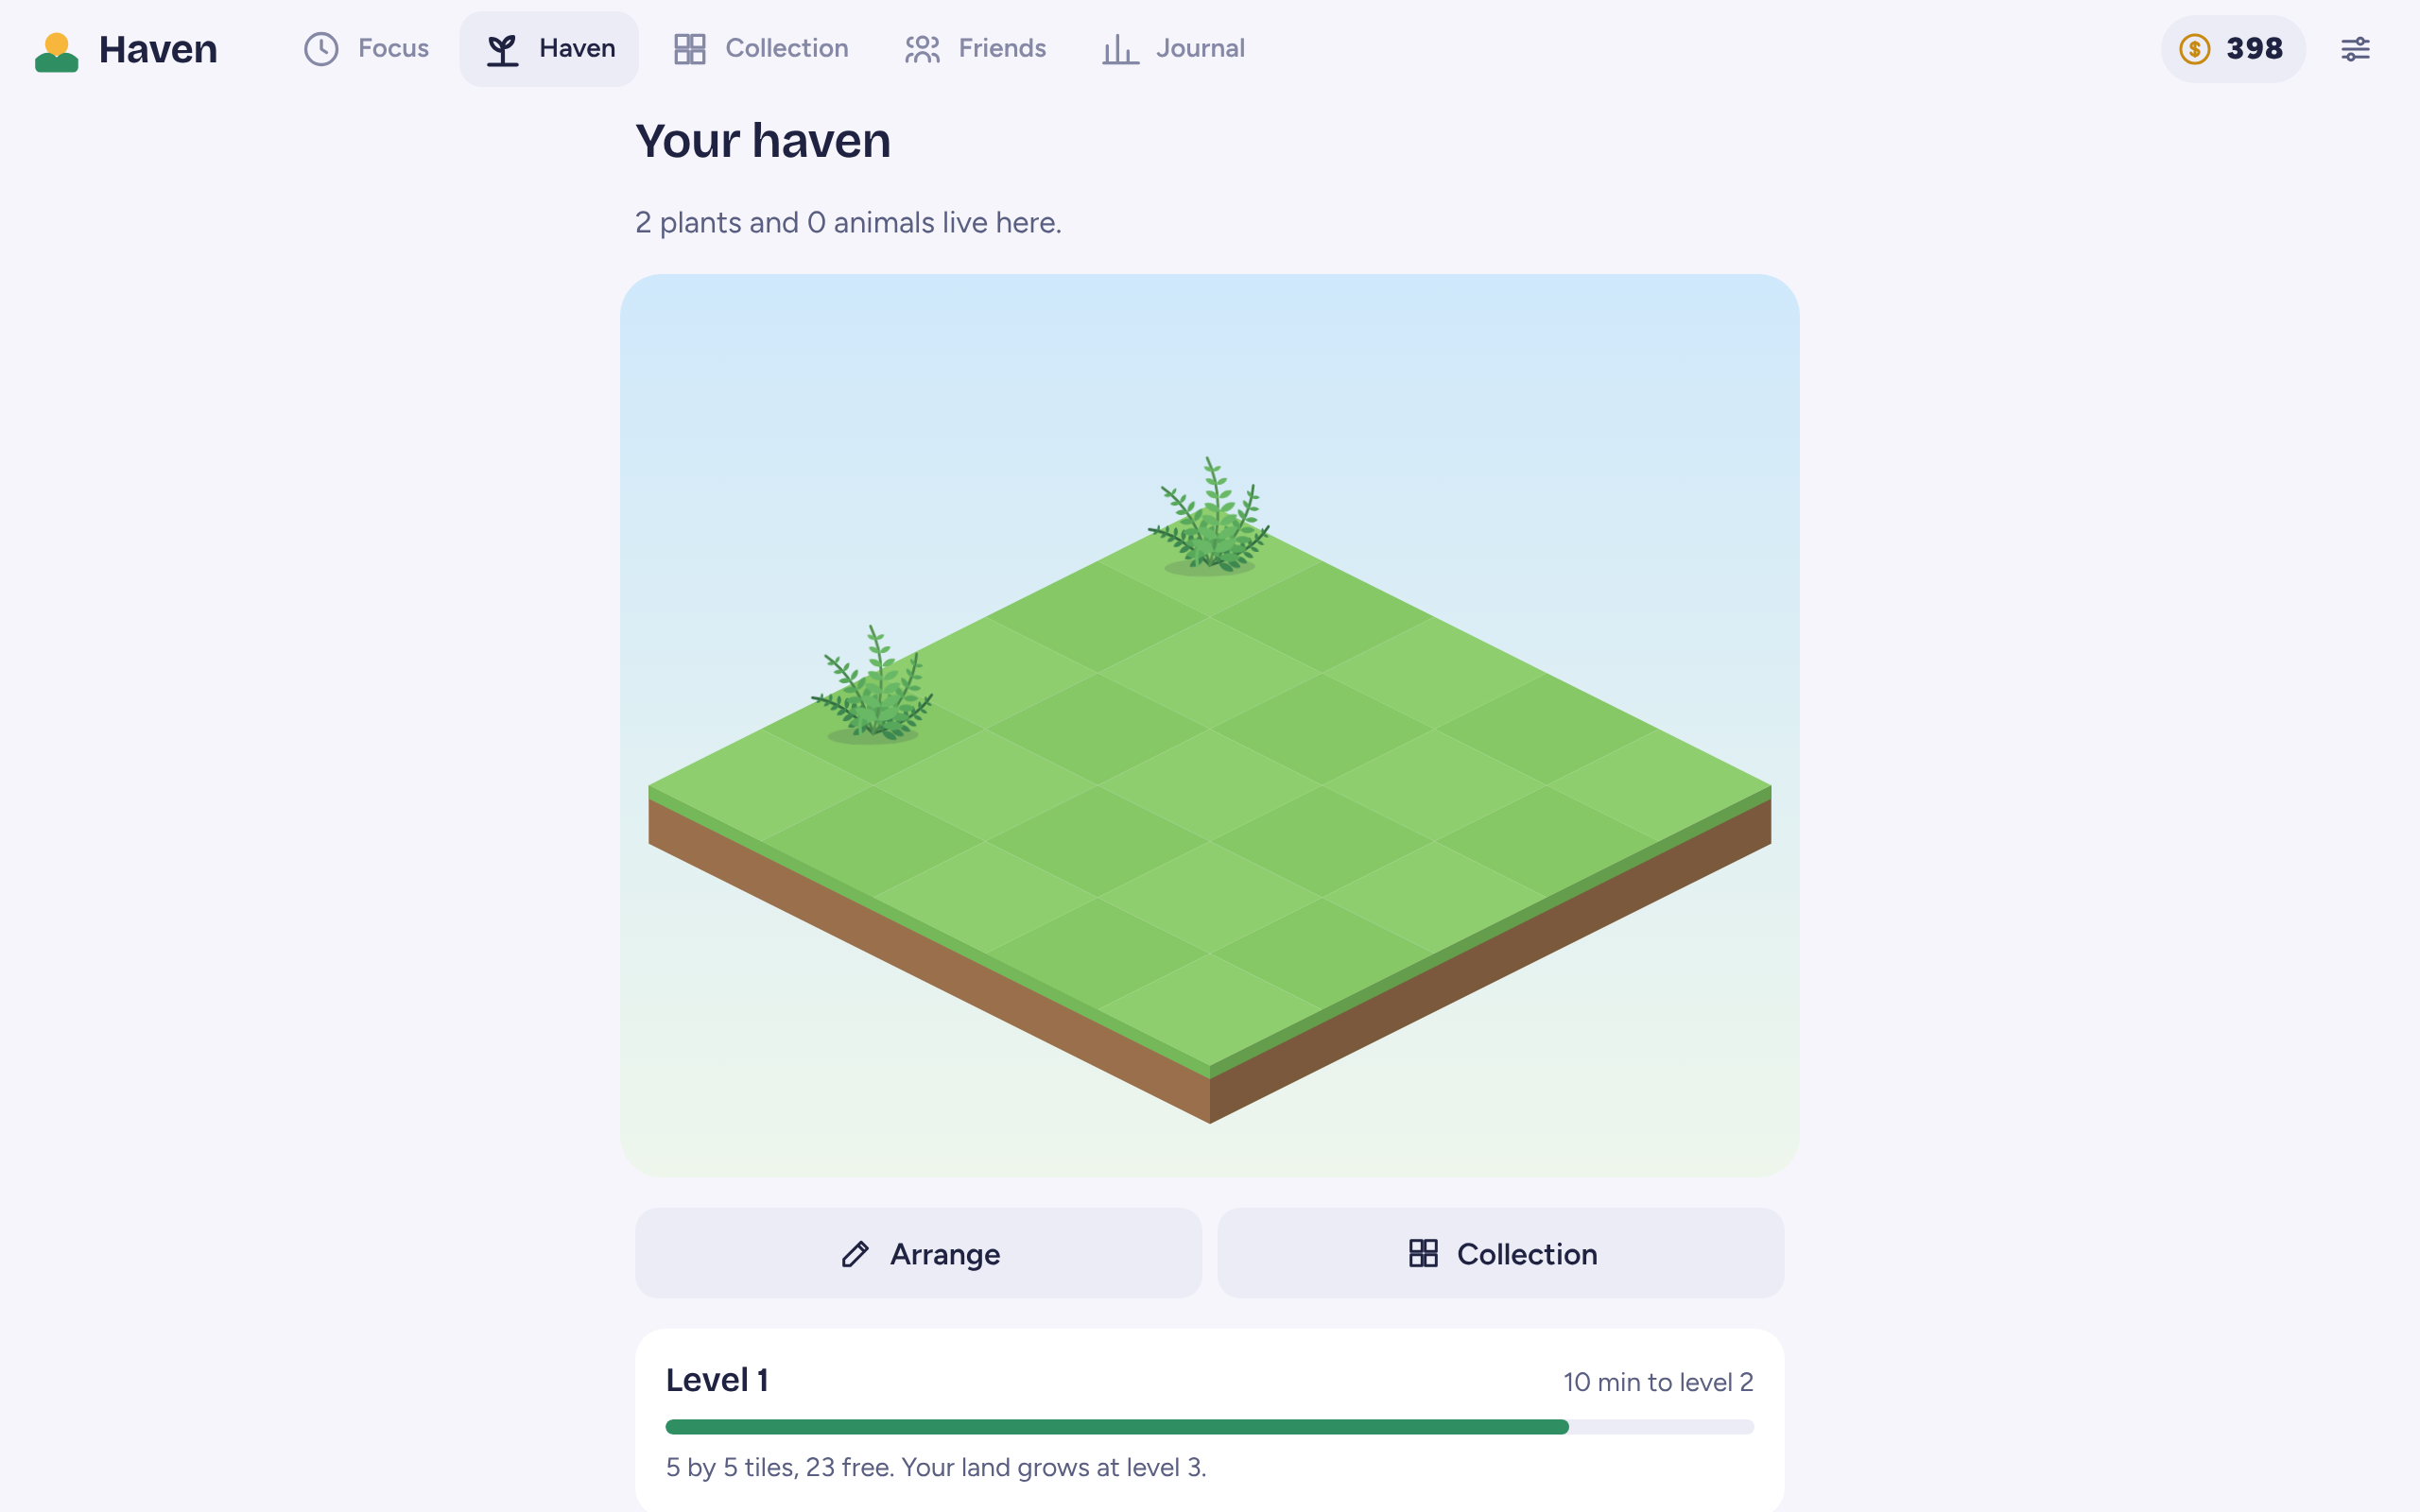 Haven
Focus
Haven
Collection
Friends
Journal
398
Your haven
2 plants and 0 animals live here.
Arrange
Collection
Level 1
10 min to level 2
5 by 5 tiles, 23 free. Your land grows at level 3.